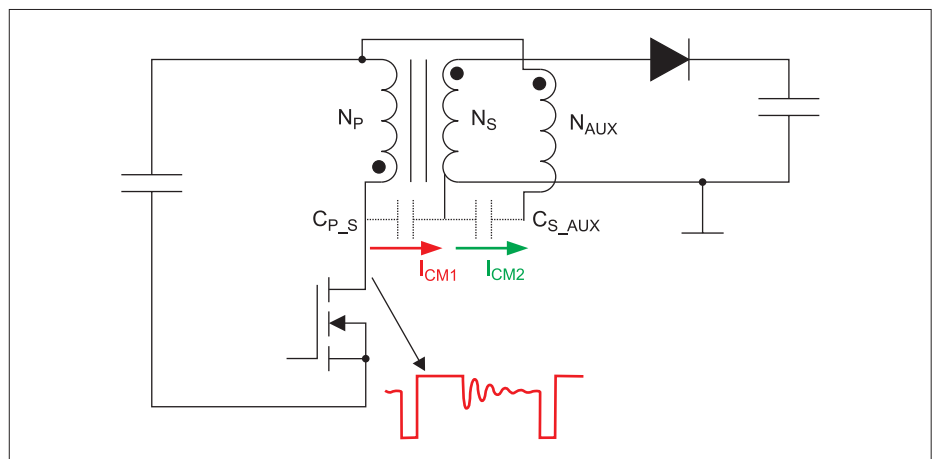 N_P
N_S
N_AUX
C_P_S
C_S_AUX
I_CM1
I_CM2